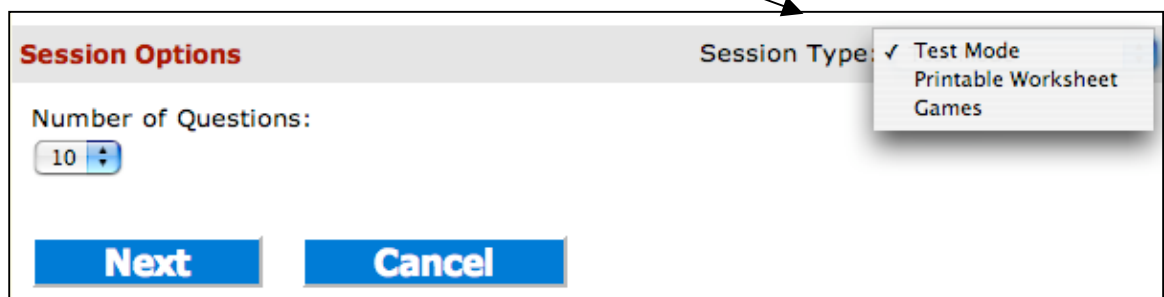 Session Options
Session Type: ✓ Test Mode
Printable Worksheet
Games
Number of Questions:
10
Next Cancel